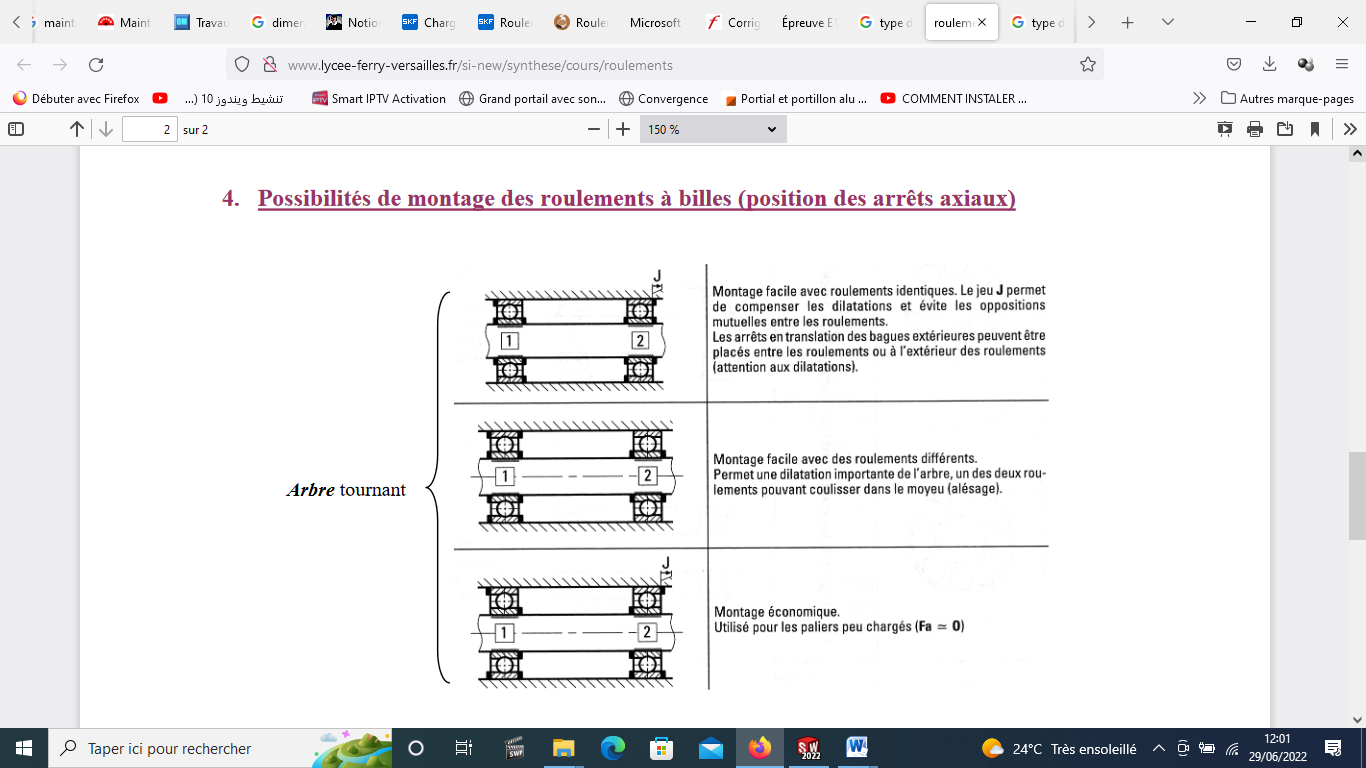 maint
Mainte
Travau
dimen
Notion
Charg
Roule
Roule
Microsoft
Corrig
Épreuve E
type d
roulem
type d
www.lycee-ferry-versailles.fr/si-new/synthese/cours/roulements
Débuter avec Firefox
تنشيط ويندوز 10 (...
Smart IPTV Activation
Grand portail avec son...
Convergence
Portial et portillon alu ...
COMMENT INSTALER ...
Autres marque-pages
2 sur 2
150 %
4. Possibilités de montage des roulements à billes (position des arrêts axiaux)
J
1 2
Montage facile avec roulements identiques. Le jeu J permet
de compenser les dilatations et évite les oppositions
mutuelles entre les roulements.
Les arrêts en translation des bagues extérieures peuvent être
placés entre les roulements ou à l'extérieur des roulements
(attention aux dilatations).
Arbre tournant
1 2
Montage facile avec des roulements différents.
Permet une dilatation importante de l'arbre, un des deux rou-
lements pouvant coulisser dans le moyeu (alésage).
J
1 2
Montage économique.
Utilisé pour les paliers peu chargés (Fa ≃ 0)
Taper ici pour rechercher
24°C Très ensoleillé
12:01
29/06/2022